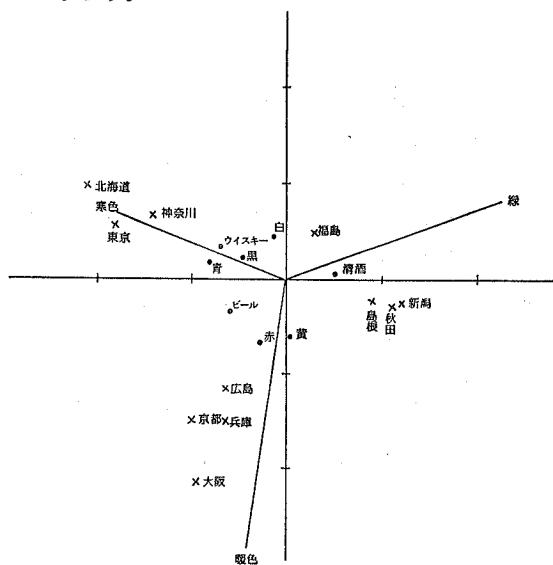 北海道
寒色
神奈川
東京
ウイスキー
白
黒
青
福島
緑
清酒
ビール
島根
秋田
新潟
赤
黄
広島
京都
兵庫
大阪
暖色